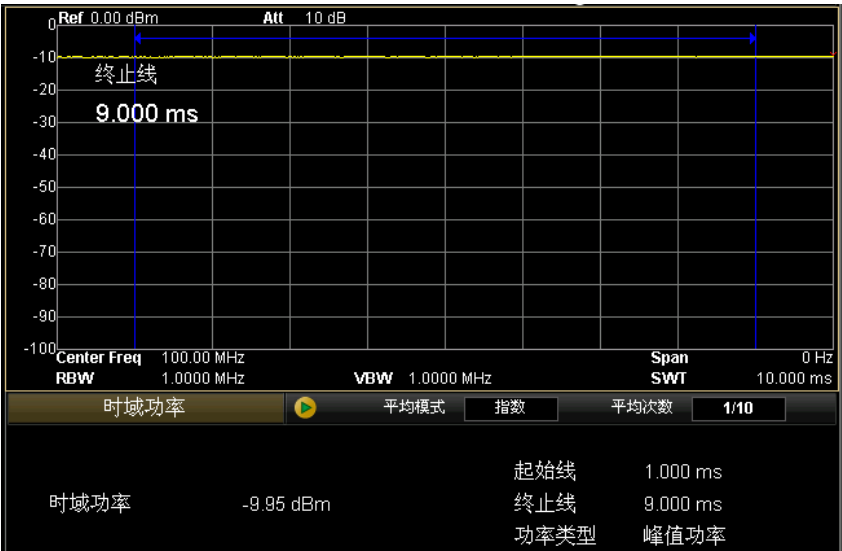 Ref 0.00 dBm Att 10 dB
0
-10
终止线
-20
9.000 ms
-30
-40
-50
-60
-70
-80
-90
-100
Center Freq 100.00 MHz Span 0 Hz
RBW 1.0000 MHz VBW 1.0000 MHz SWT 10.000 ms
时域功率 平均模式 指数 平均次数 1/10
起始线 1.000 ms
时域功率 -9.95 dBm 终止线 9.000 ms
功率类型 峰值功率